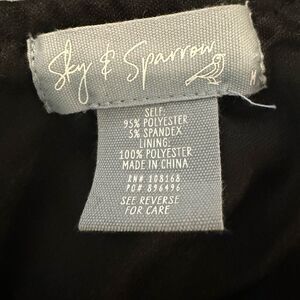 Sky & Sparrow
M
SELF:
95% POLYESTER
5% SPANDEX
LINING:
100% POLYESTER
MADE IN CHINA
RN# 108168
PO# 896496
SEE REVERSE
FOR CARE